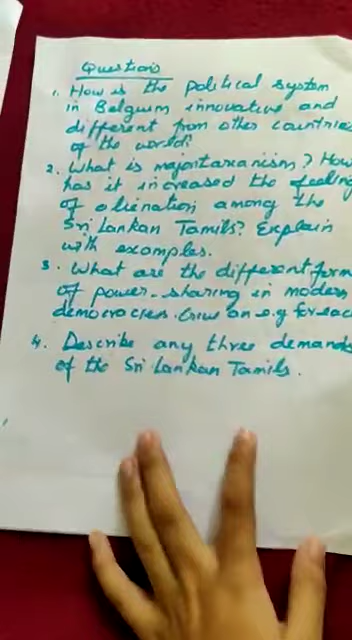 Questions
1. How is the political system
in Belgium innovative and
different from other countries
of the world?
2. What is majoritarianism? How
has it increased the feeling
of alienation among the
Sri Lankan Tamils? Explain
with examples.
3. What are the different form
of power-sharing in modern
democracies. Give an e.g for each
4. Describe any three demands
of the Sri Lankan Tamils.